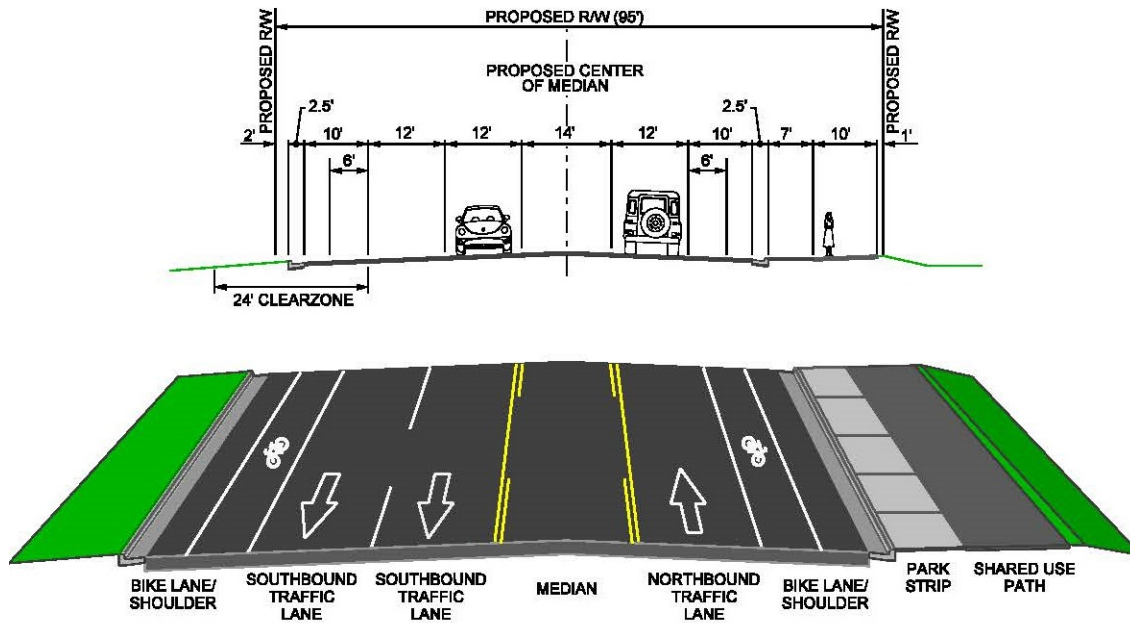 PROPOSED R/W (95')
PROPOSED R/W
PROPOSED R/W
PROPOSED CENTER
OF MEDIAN
2.5'
2.5'
2'
10'
12'
12'
14'
12'
10'
7'
10'
1'
6'
6'
24' CLEARZONE
BIKE LANE/
SHOULDER
SOUTHBOUND
TRAFFIC
LANE
SOUTHBOUND
TRAFFIC
LANE
MEDIAN
NORTHBOUND
TRAFFIC
LANE
BIKE LANE/
SHOULDER
PARK
STRIP
SHARED USE
PATH